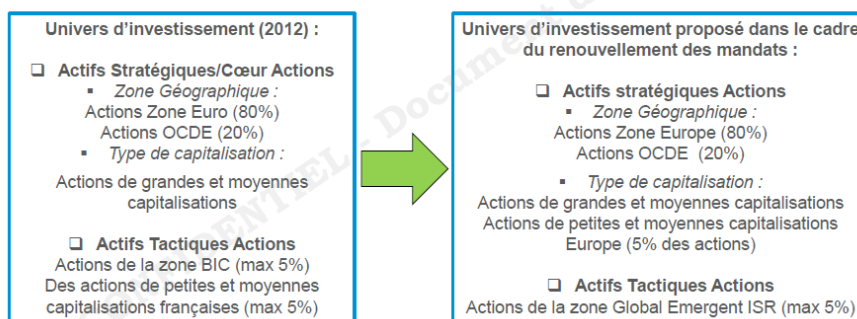 Univers d'investissement (2012) :
❑ Actifs Stratégiques/Cœur Actions
▪ Zone Géographique :
Actions Zone Euro (80%)
Actions OCDE (20%)
▪ Type de capitalisation :
Actions de grandes et moyennes
capitalisations
❑ Actifs Tactiques Actions
Actions de la zone BIC (max 5%)
Des actions de petites et moyennes
capitalisations françaises (max 5%)
Univers d'investissement proposé dans le cadre
du renouvellement des mandats :
❑ Actifs stratégiques Actions
▪ Zone Géographique :
Actions Zone Europe (80%)
Actions OCDE (20%)
▪ Type de capitalisation :
Actions de grandes et moyennes capitalisations
Actions de petites et moyennes capitalisations
Europe (5% des actions)
❑ Actifs Tactiques Actions
Actions de la zone Global Emergent ISR (max 5%)
CONFIDENTIEL - Document